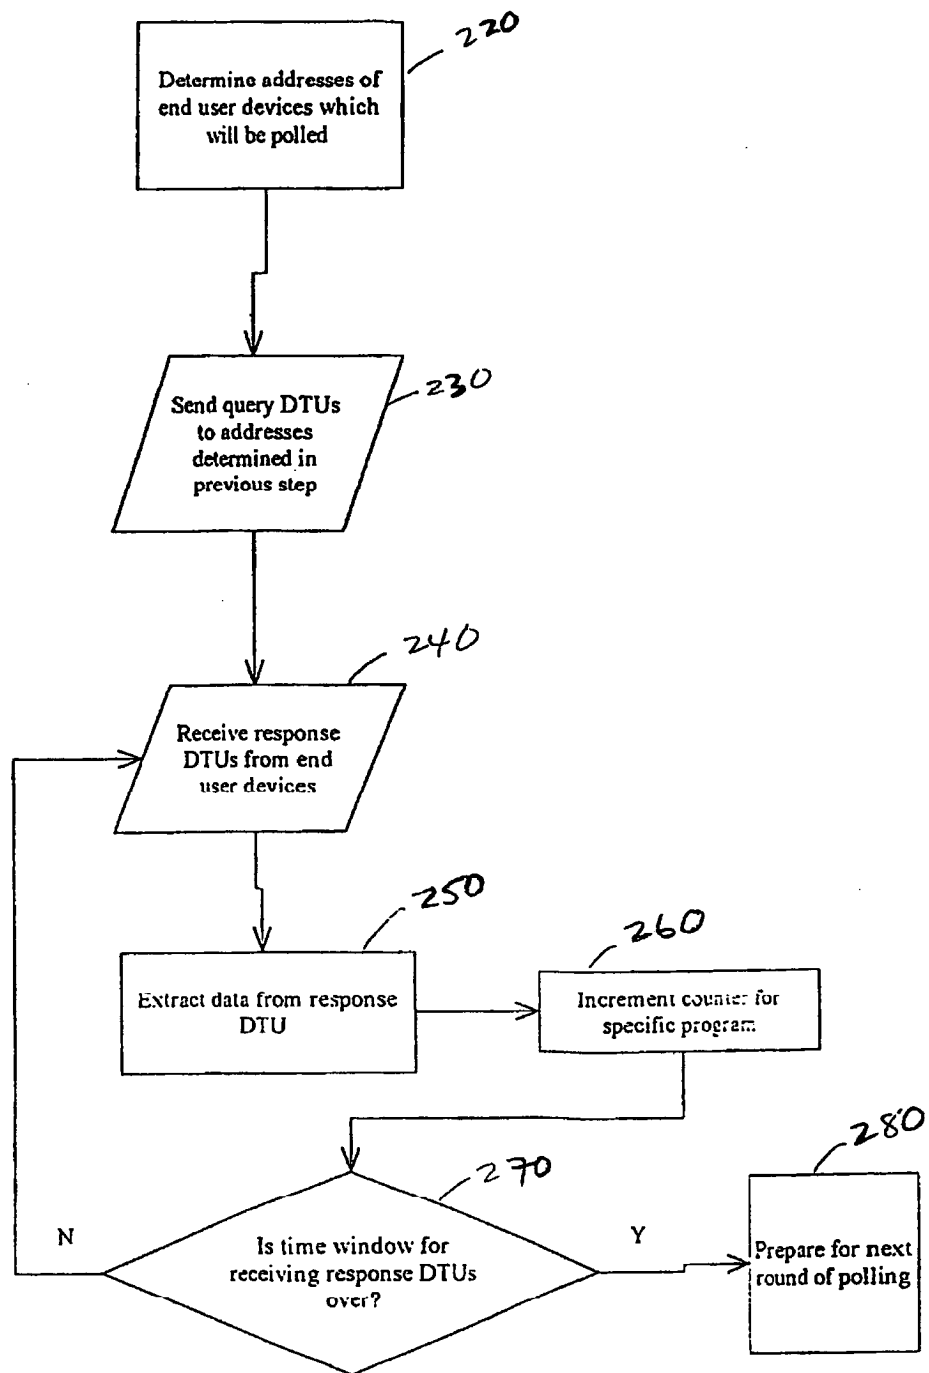 220
Determine addresses of
end user devices which
will be polled
230
Send query DTUs
to addresses
determined in
previous step
240
Receive response
DTUs from end
user devices
250
Extract data from response
DTU
260
Increment counter for
specific program
270
Is time window for
receiving response DTUs
over?
N
Y
280
Prepare for next
round of polling